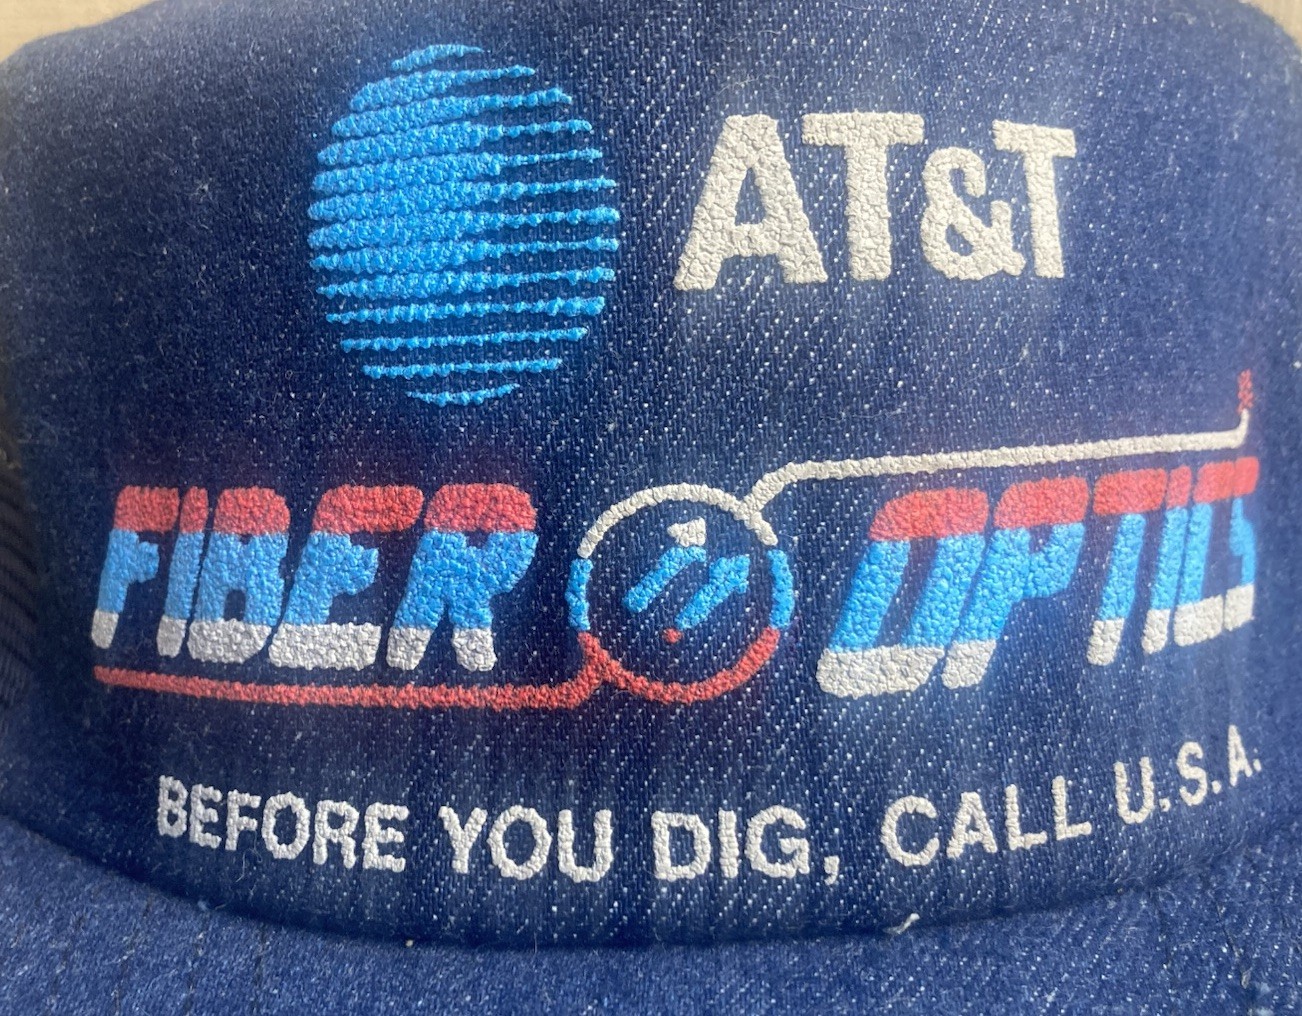 AT&T
FIBER OPTICS
BEFORE YOU DIG, CALL U.S.A.